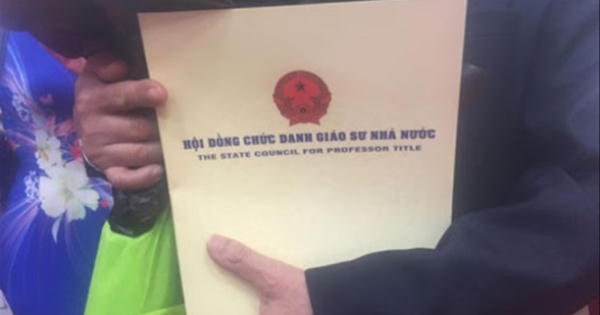 HỘI ĐỒNG CHỨC DANH GIÁO SƯ NHÀ NƯỚC
THE STATE COUNCIL FOR PROFESSOR TITLE